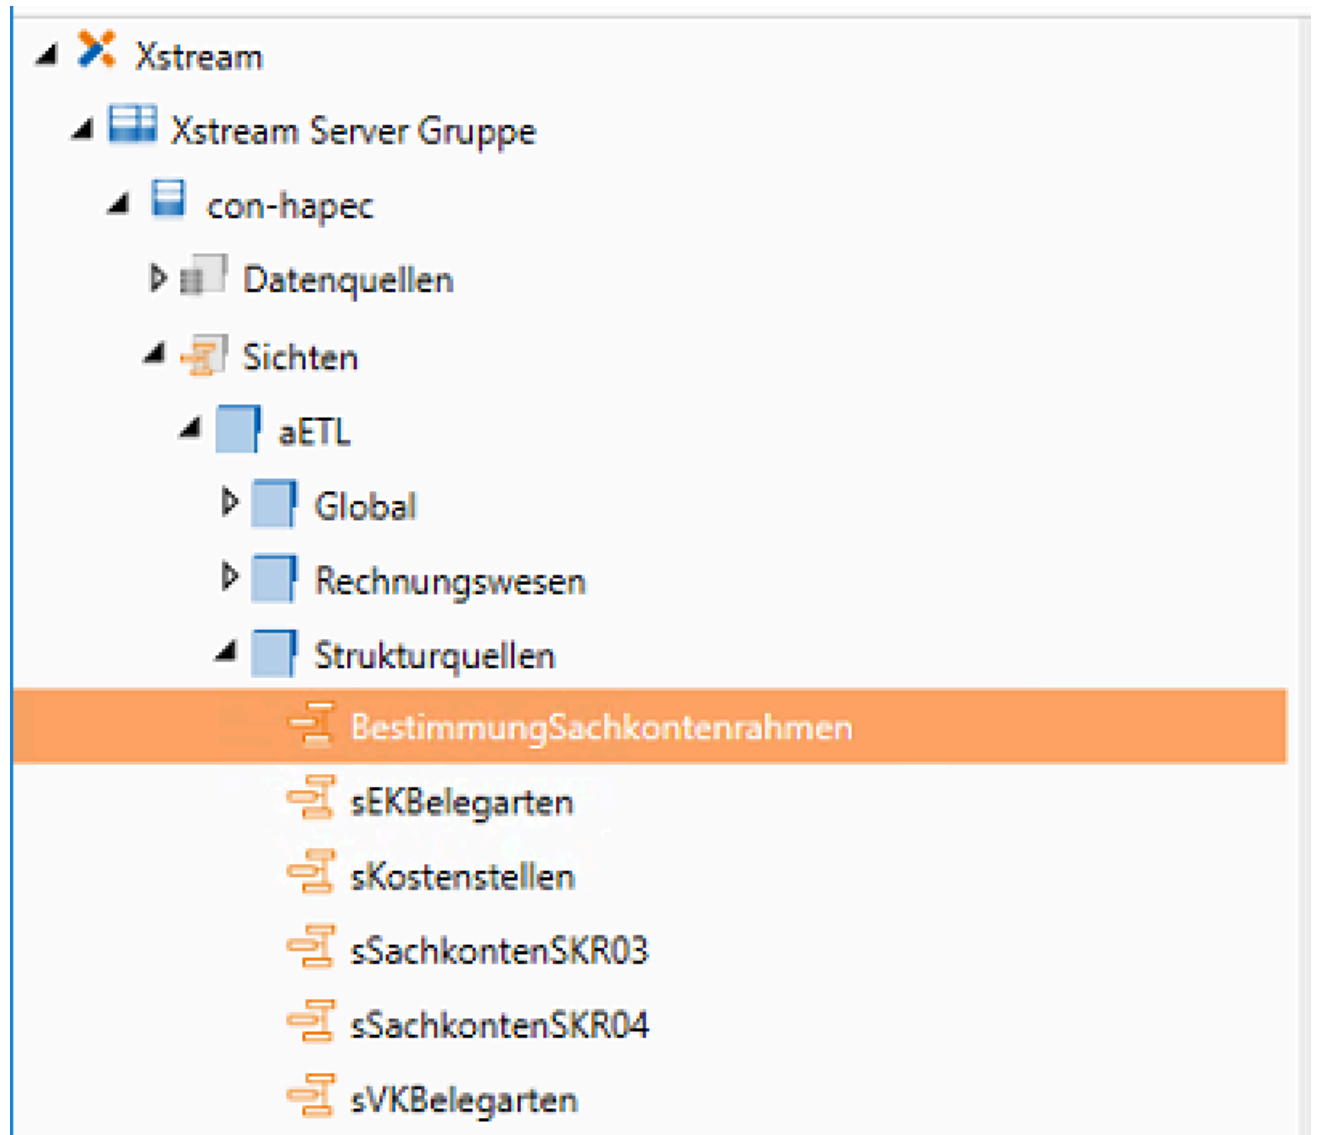 Xstream
Xstream Server Gruppe
con-hapec
Datenquellen
Sichten
aETL
Global
Rechnungswesen
Strukturquellen
BestimmungSachkontenrahmen
sEKBelegarten
sKostenstellen
sSachkontenSKR03
sSachkontenSKR04
sVKBelegarten